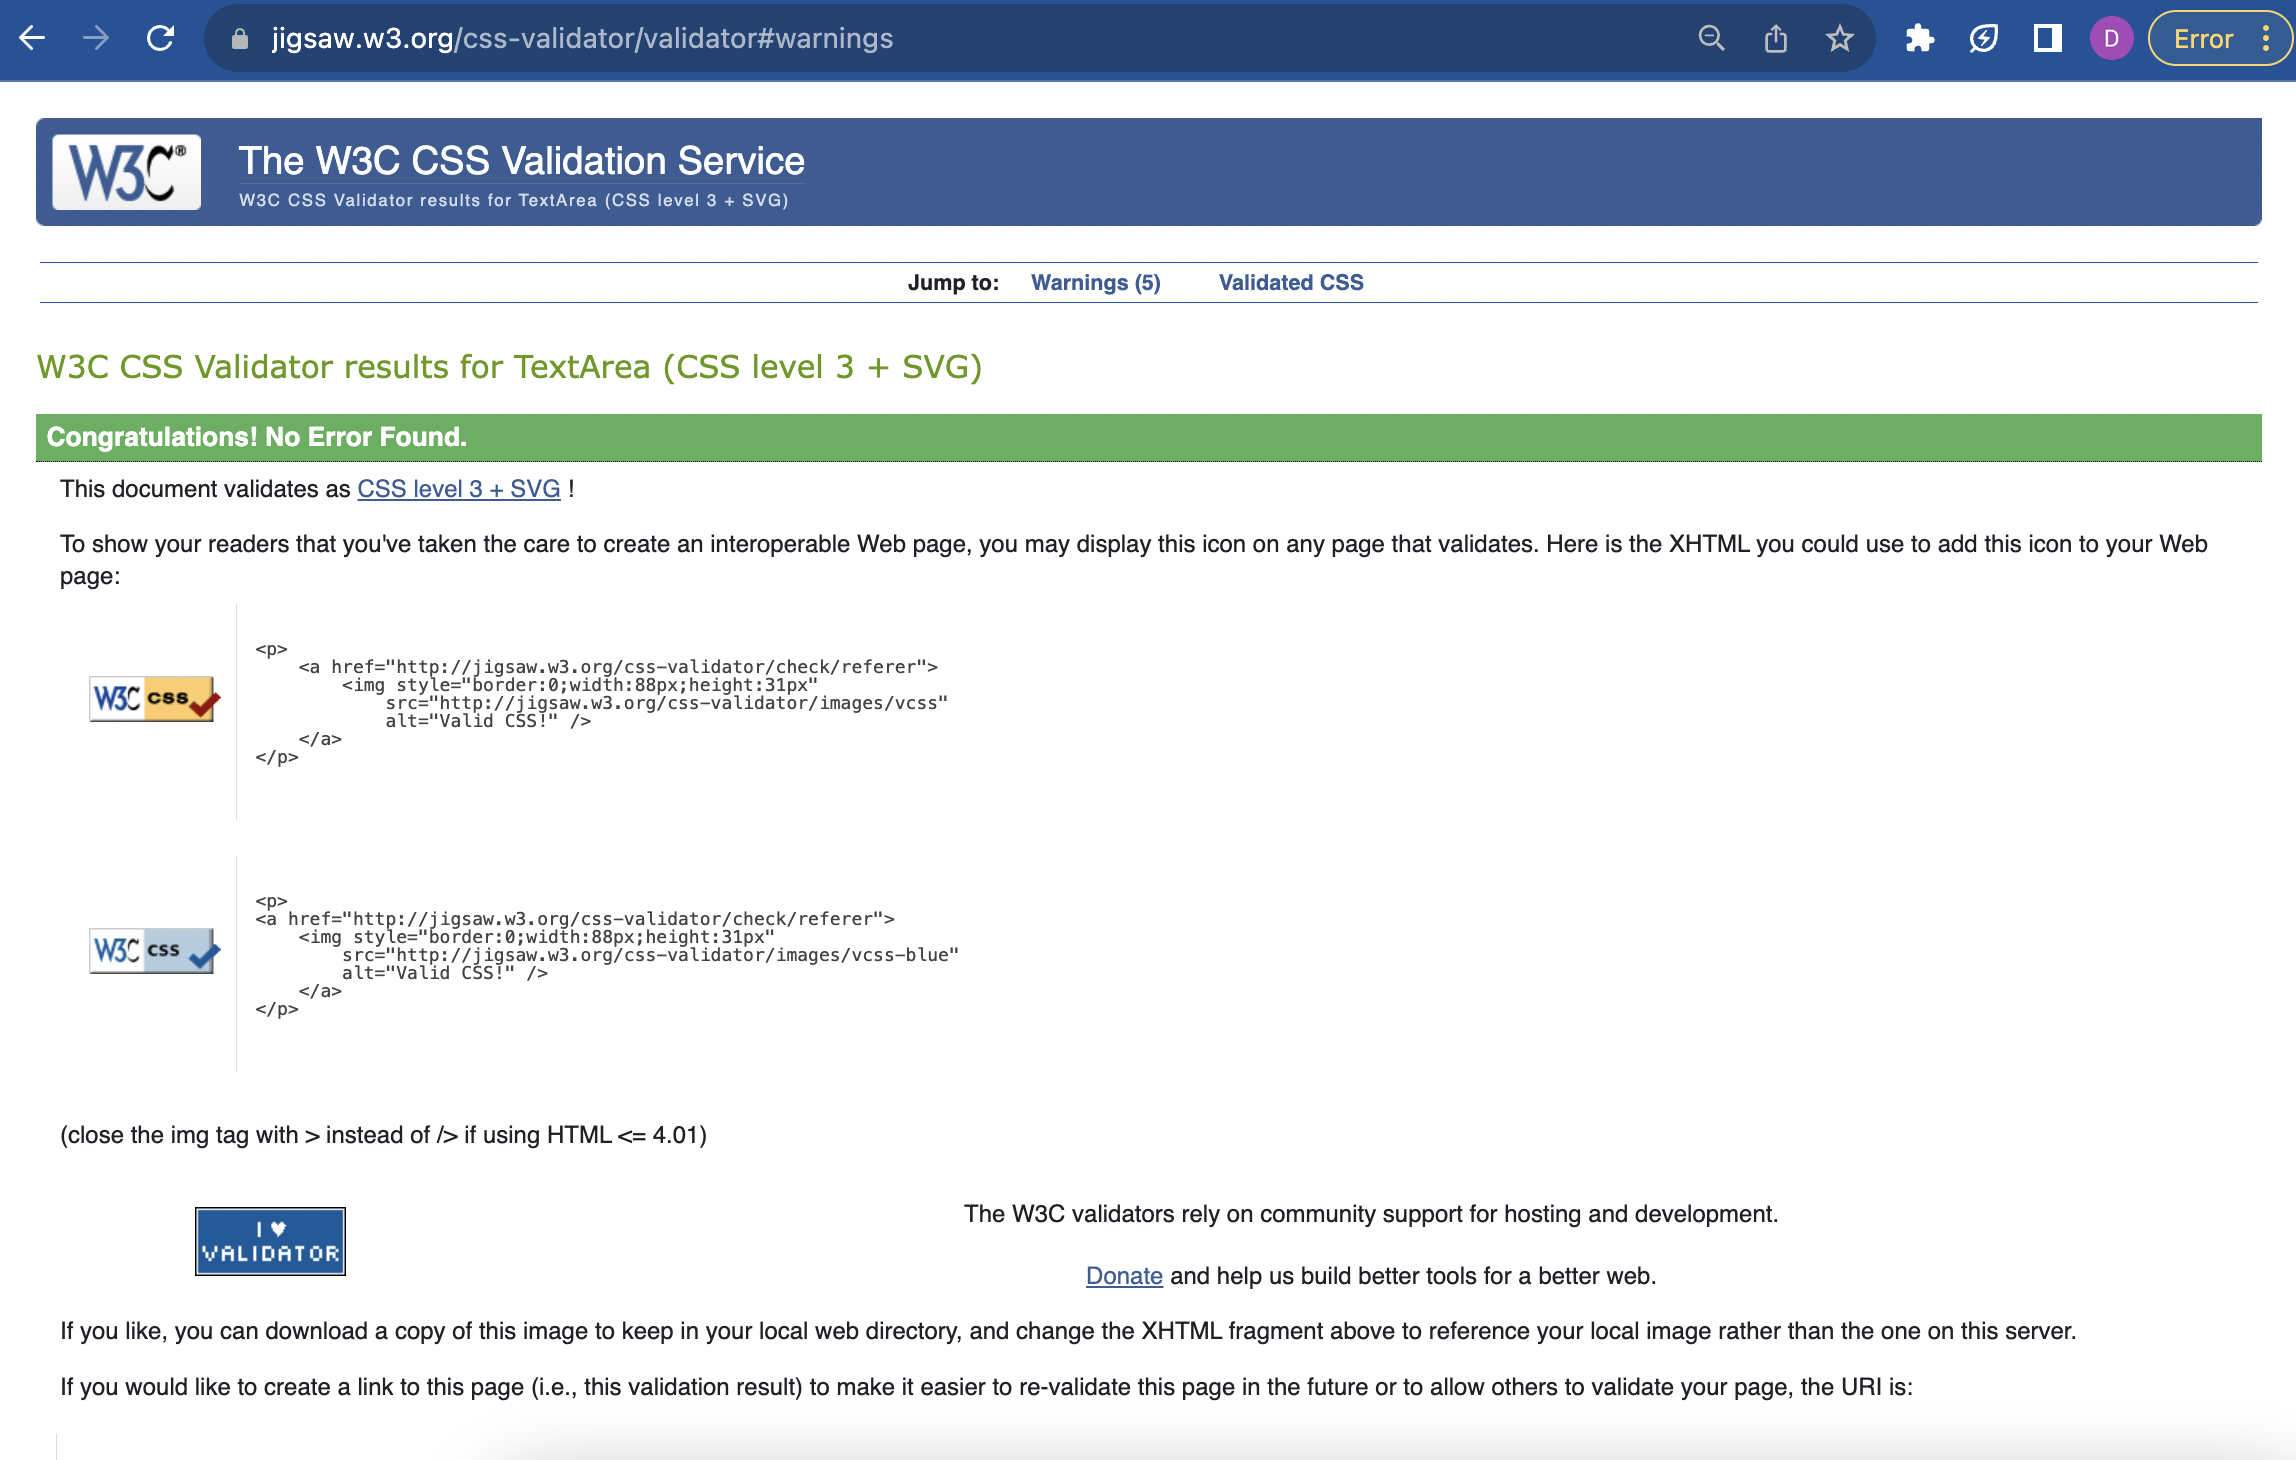 jigsaw.w3.org/css-validator/validator#warnings
D
Error
W3C®
The W3C CSS Validation Service
W3C CSS Validator results for TextArea (CSS level 3 + SVG)
Jump to: Warnings (5) Validated CSS
W3C CSS Validator results for TextArea (CSS level 3 + SVG)
Congratulations! No Error Found.
This document validates as CSS level 3 + SVG !
To show your readers that you've taken the care to create an interoperable Web page, you may display this icon on any page that validates. Here is the XHTML you could use to add this icon to your Web
page:
W3C css
<p>
<a href="http://jigsaw.w3.org/css-validator/check/referer">
<img style="border:0;width:88px;height:31px"
src="http://jigsaw.w3.org/css-validator/images/vcss"
alt="Valid CSS!" />
</a>
</p>
W3C css
<p>
<a href="http://jigsaw.w3.org/css-validator/check/referer">
<img style="border:0;width:88px;height:31px"
src="http://jigsaw.w3.org/css-validator/images/vcss-blue"
alt="Valid CSS!" />
</a>
</p>
(close the img tag with > instead of /> if using HTML <= 4.01)
I ♥
VALIDATOR
The W3C validators rely on community support for hosting and development.
Donate and help us build better tools for a better web.
If you like, you can download a copy of this image to keep in your local web directory, and change the XHTML fragment above to reference your local image rather than the one on this server.
If you would like to create a link to this page (i.e., this validation result) to make it easier to re-validate this page in the future or to allow others to validate your page, the URI is: